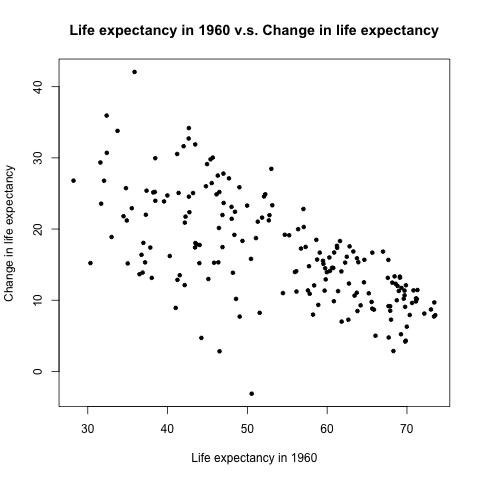 Life expectancy in 1960 v.s. Change in life expectancy
40
30
20
10
0
Change in life expectancy
30 40 50 60 70
Life expectancy in 1960